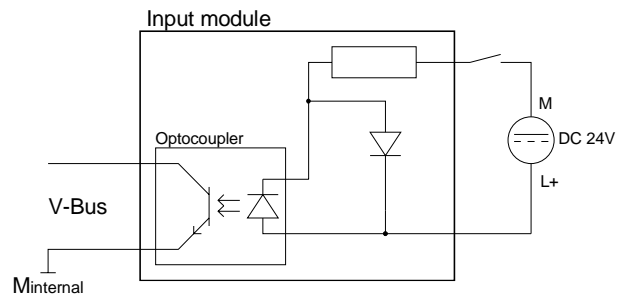 Input module
M
Optocoupler
DC 24V
L+
V-Bus
Minternal